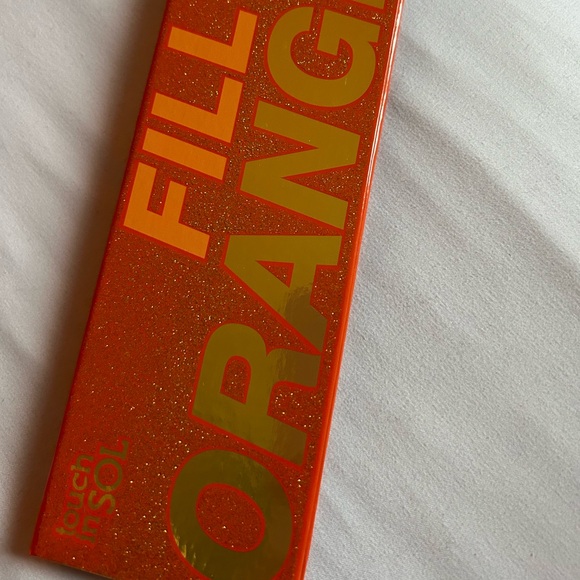 touch
in SOL
FILL
ORANGE